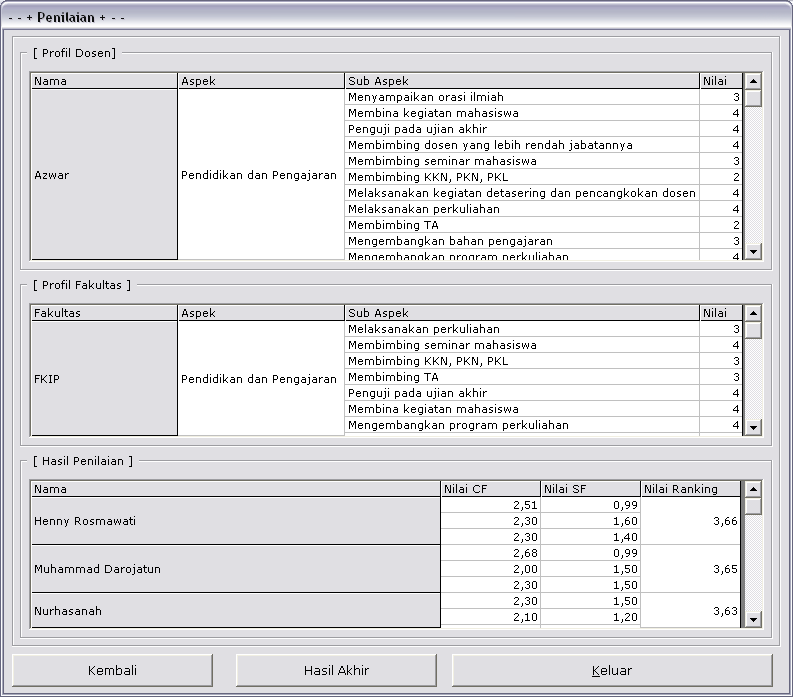 - - + Penilaian + - -
[ Profil Dosen]
Nama Aspek Sub Aspek Nilai
Menyampaikan orasi ilmiah 3
Membina kegiatan mahasiswa 4
Penguji pada ujian akhir 4
Membimbing dosen yang lebih rendah jabatannya 4
Membimbing seminar mahasiswa 3
Azwar Pendidikan dan Pengajaran Membimbing KKN, PKN, PKL 2
Melaksanakan kegiatan detasering dan pencangkokan dosen 4
Melaksanakan perkuliahan 4
Membimbing TA 2
Mengembangkan bahan pengajaran 3
Mengembangkan program perkuliahan 4
[ Profil Fakultas ]
Fakultas Aspek Sub Aspek Nilai
Melaksanakan perkuliahan 3
Membimbing seminar mahasiswa 4
Membimbing KKN, PKN, PKL 3
FKIP Pendidikan dan Pengajaran Membimbing TA 3
Penguji pada ujian akhir 4
Membina kegiatan mahasiswa 4
Mengembangkan program perkuliahan 4
[ Hasil Penilaian ]
Nama Nilai CF Nilai SF Nilai Ranking
2,51 0,99
Henny Rosmawati 2,30 1,60 3,66
2,30 1,40
2,68 0,99
Muhammad Darojatun 2,00 1,50 3,65
2,30 1,50
2,30 1,50
Nurhasanah 3,63
2,10 1,20
Kembali Hasil Akhir Keluar